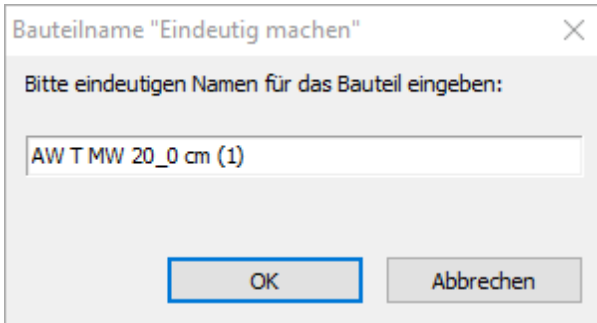 Bauteilname "Eindeutig machen"
Bitte eindeutigen Namen für das Bauteil eingeben:
AW T MW 20_0 cm (1)
OK
Abbrechen